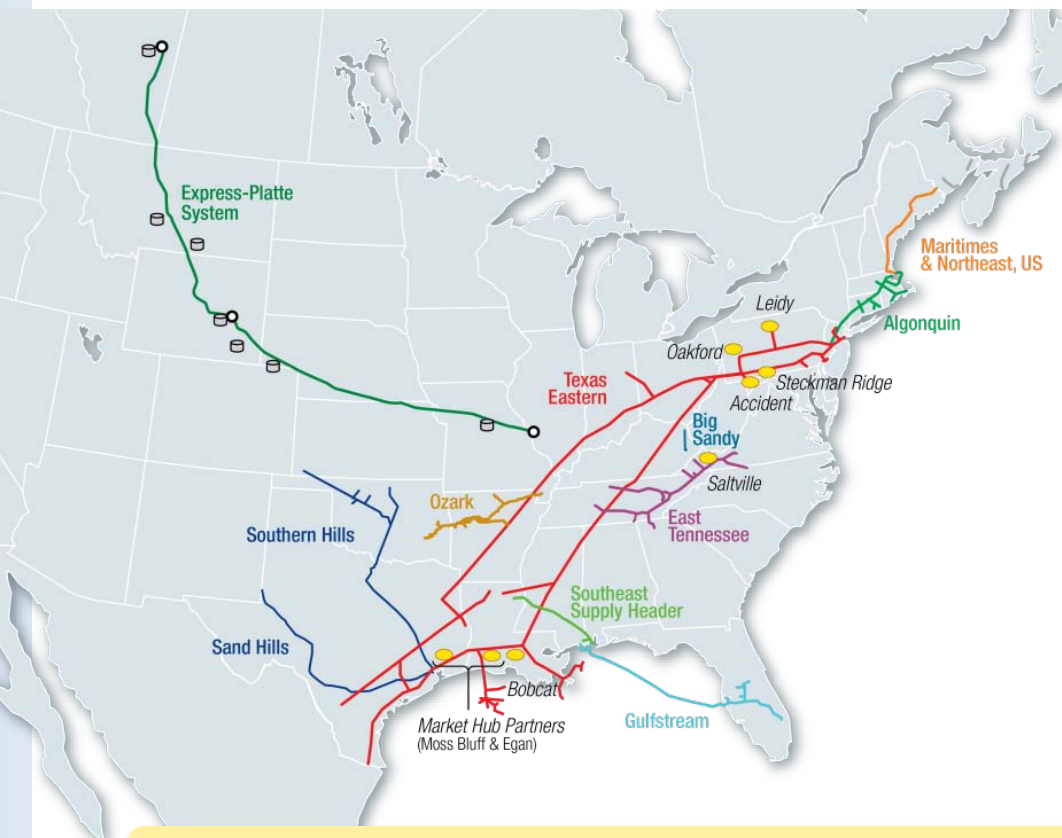 Express-Platte
System
Maritimes
& Northeast, US
Leidy
Algonquin
Oakford
Texas
Eastern
Steckman Ridge
Accident
Big
Sandy
Saltville
Ozark
East
Tennessee
Southern Hills
Southeast
Supply Header
Sand Hills
Bobcat
Gulfstream
Market Hub Partners
(Moss Bluff & Egan)